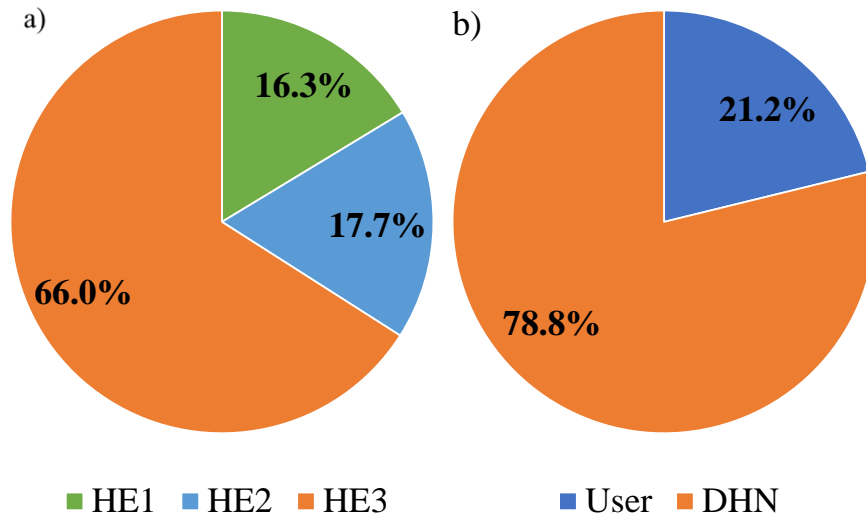 a)
16.3%
17.7%
66.0%
HE1 HE2 HE3
b)
21.2%
78.8%
User DHN